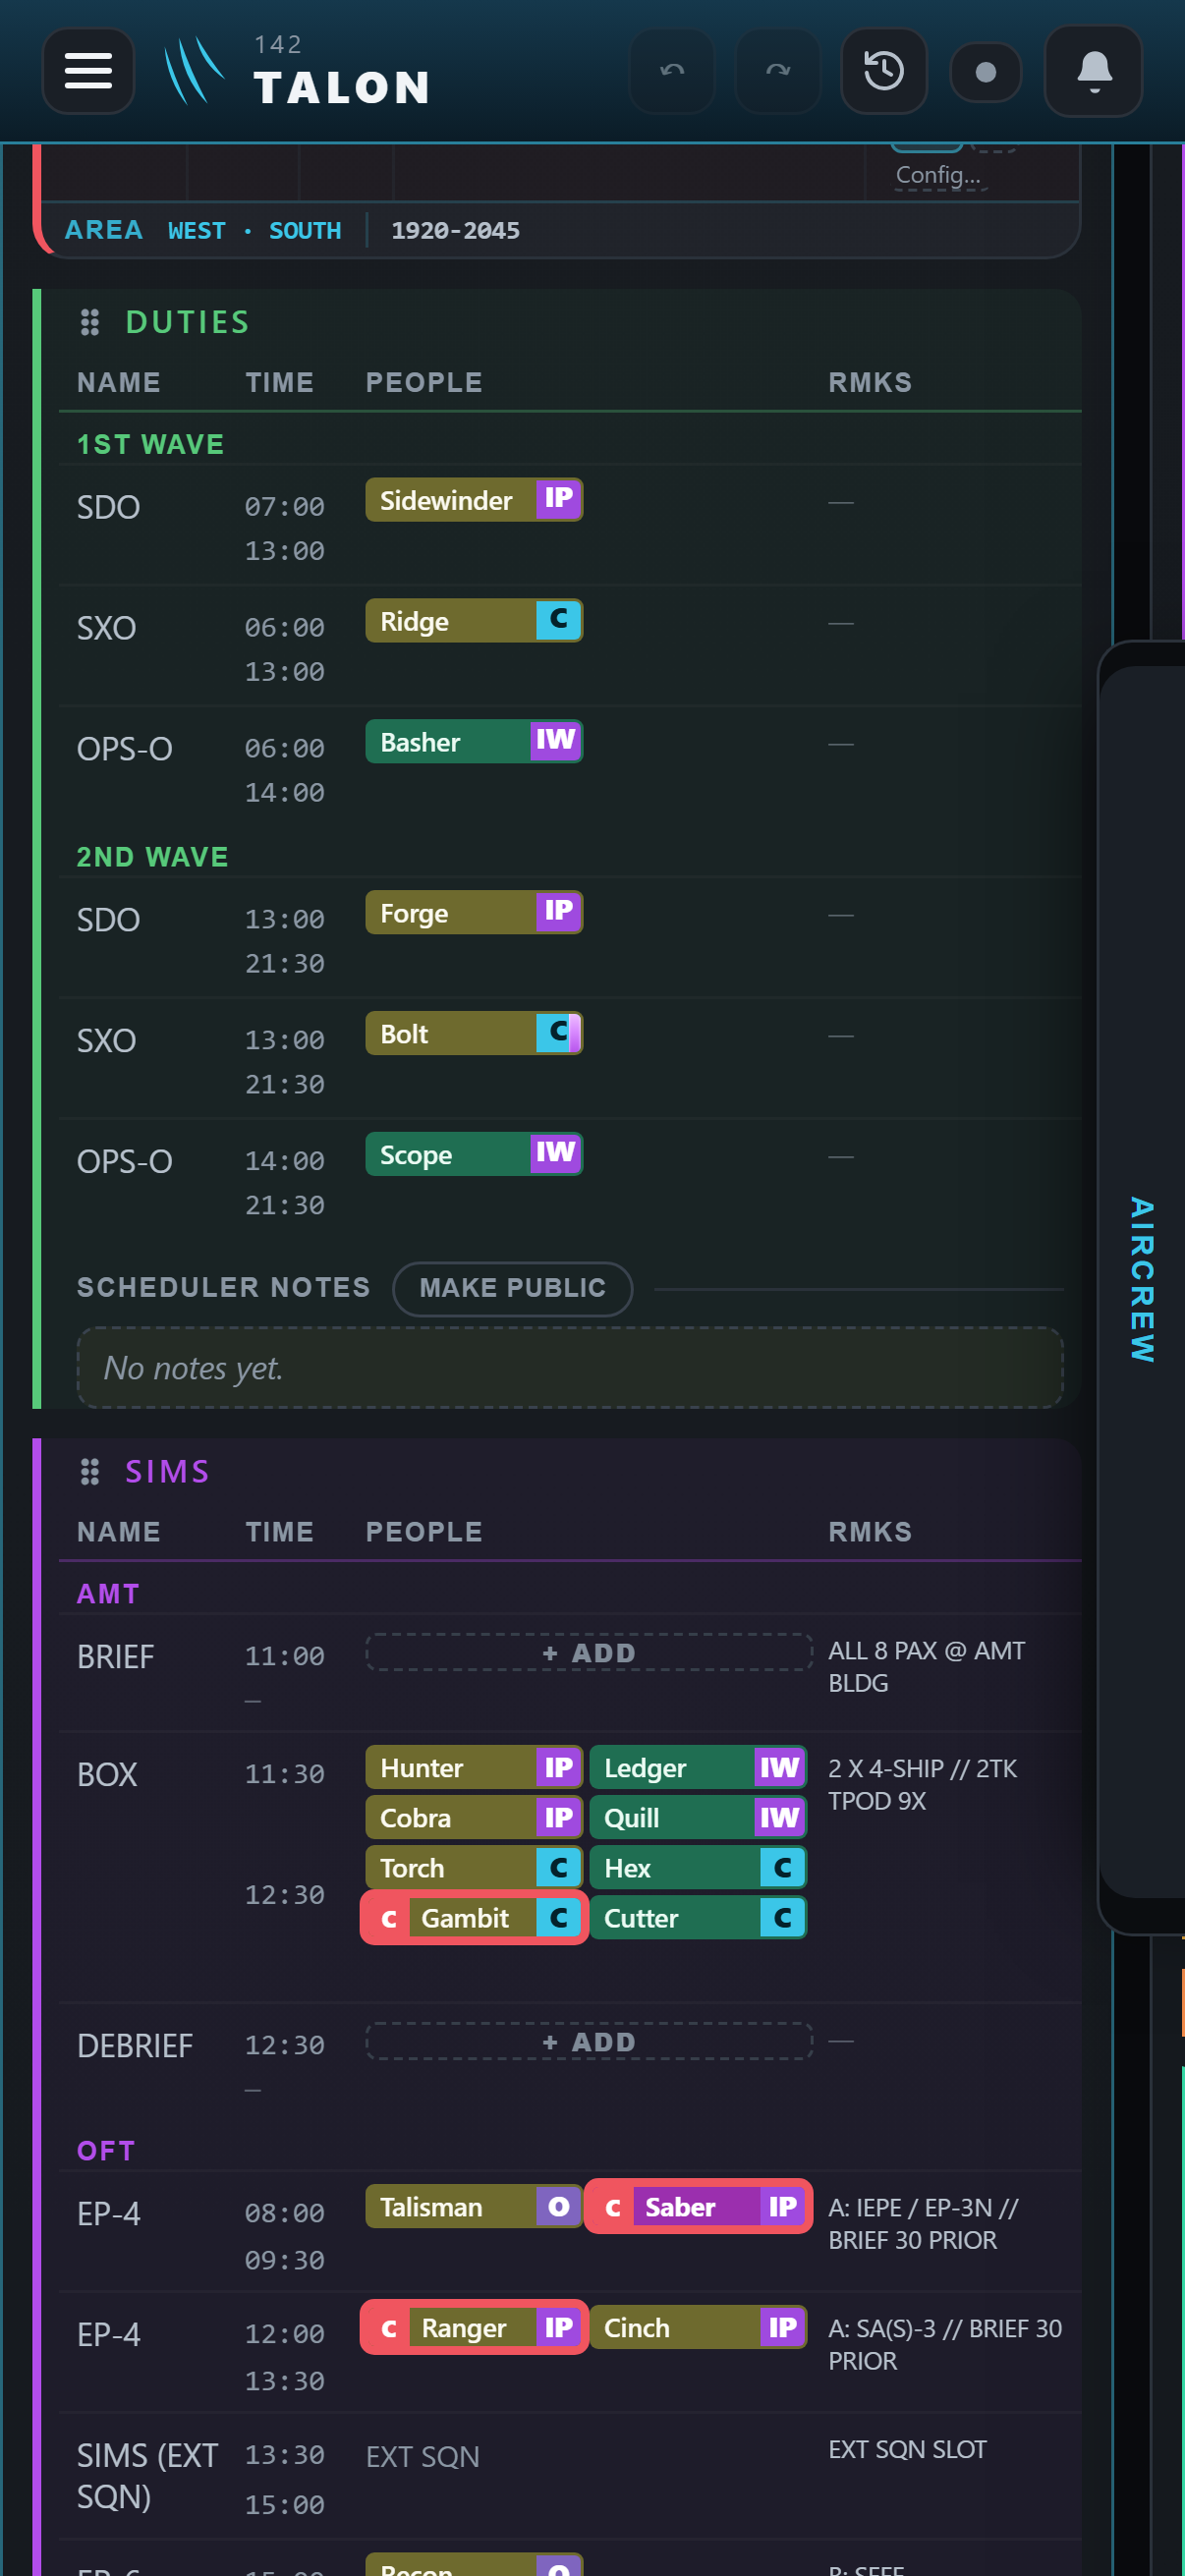 142
TALON
Config...
AREA WEST · SOUTH 1920-2045
DUTIES
NAME TIME PEOPLE RMKS
1ST WAVE
SDO 07:00 Sidewinder IP —
13:00
SXO 06:00 Ridge C —
13:00
OPS-O 06:00 Basher IW —
14:00
2ND WAVE
SDO 13:00 Forge IP —
21:30
SXO 13:00 Bolt C —
21:30
OPS-O 14:00 Scope IW —
21:30
SCHEDULER NOTES MAKE PUBLIC
No notes yet.
AIRCREW
SIMS
NAME TIME PEOPLE RMKS
AMT
BRIEF 11:00 + ADD ALL 8 PAX @ AMT
— BLDG
BOX 11:30 Hunter IP Ledger IW 2 X 4-SHIP // 2TK
Cobra IP Quill IW TPOD 9X
Torch C Hex C
12:30 C Gambit C Cutter C
DEBRIEF 12:30 + ADD —
—
OFT
EP-4 08:00 Talisman O C Saber IP A: IEPE / EP-3N //
09:30 BRIEF 30 PRIOR
EP-4 12:00 C Ranger IP Cinch IP A: SA(S)-3 // BRIEF 30
13:30 PRIOR
SIMS (EXT 13:30 EXT SQN EXT SQN SLOT
SQN) 15:00